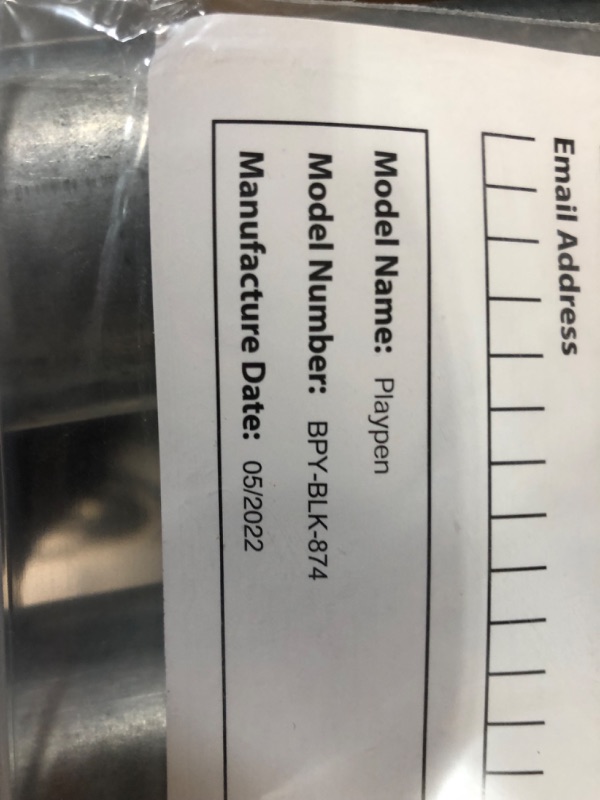 Email Address
Model Name: Playpen
Model Number: BPY-BLK-874
Manufacture Date: 05/2022